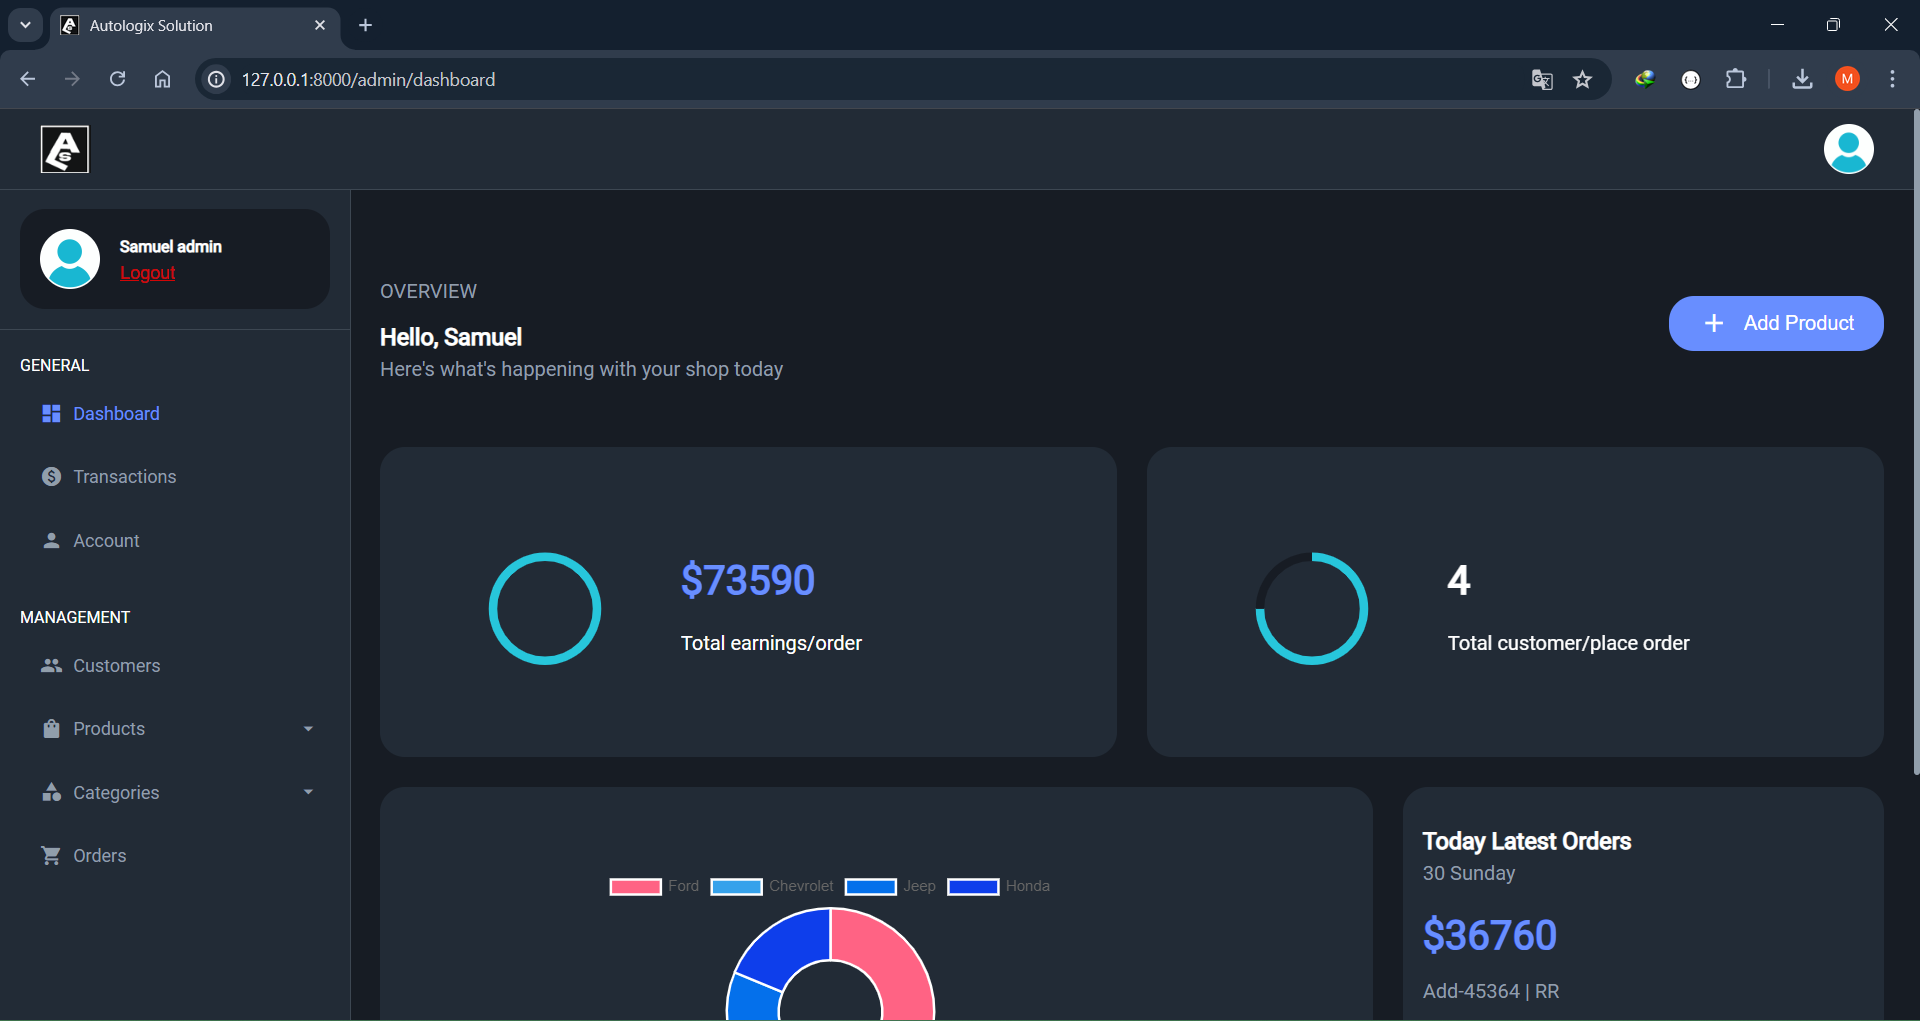 Autologix Solution
127.0.0.1:8000/admin/dashboard
M
A
S
Samuel admin
Logout
OVERVIEW
Hello, Samuel
Here's what's happening with your shop today
Add Product
GENERAL
Dashboard
Transactions
Account
MANAGEMENT
Customers
Products
Categories
Orders
$73590
Total earnings/order
4
Total customer/place order
Ford Chevrolet Jeep Honda
Today Latest Orders
30 Sunday
$36760
Add-45364 | RR